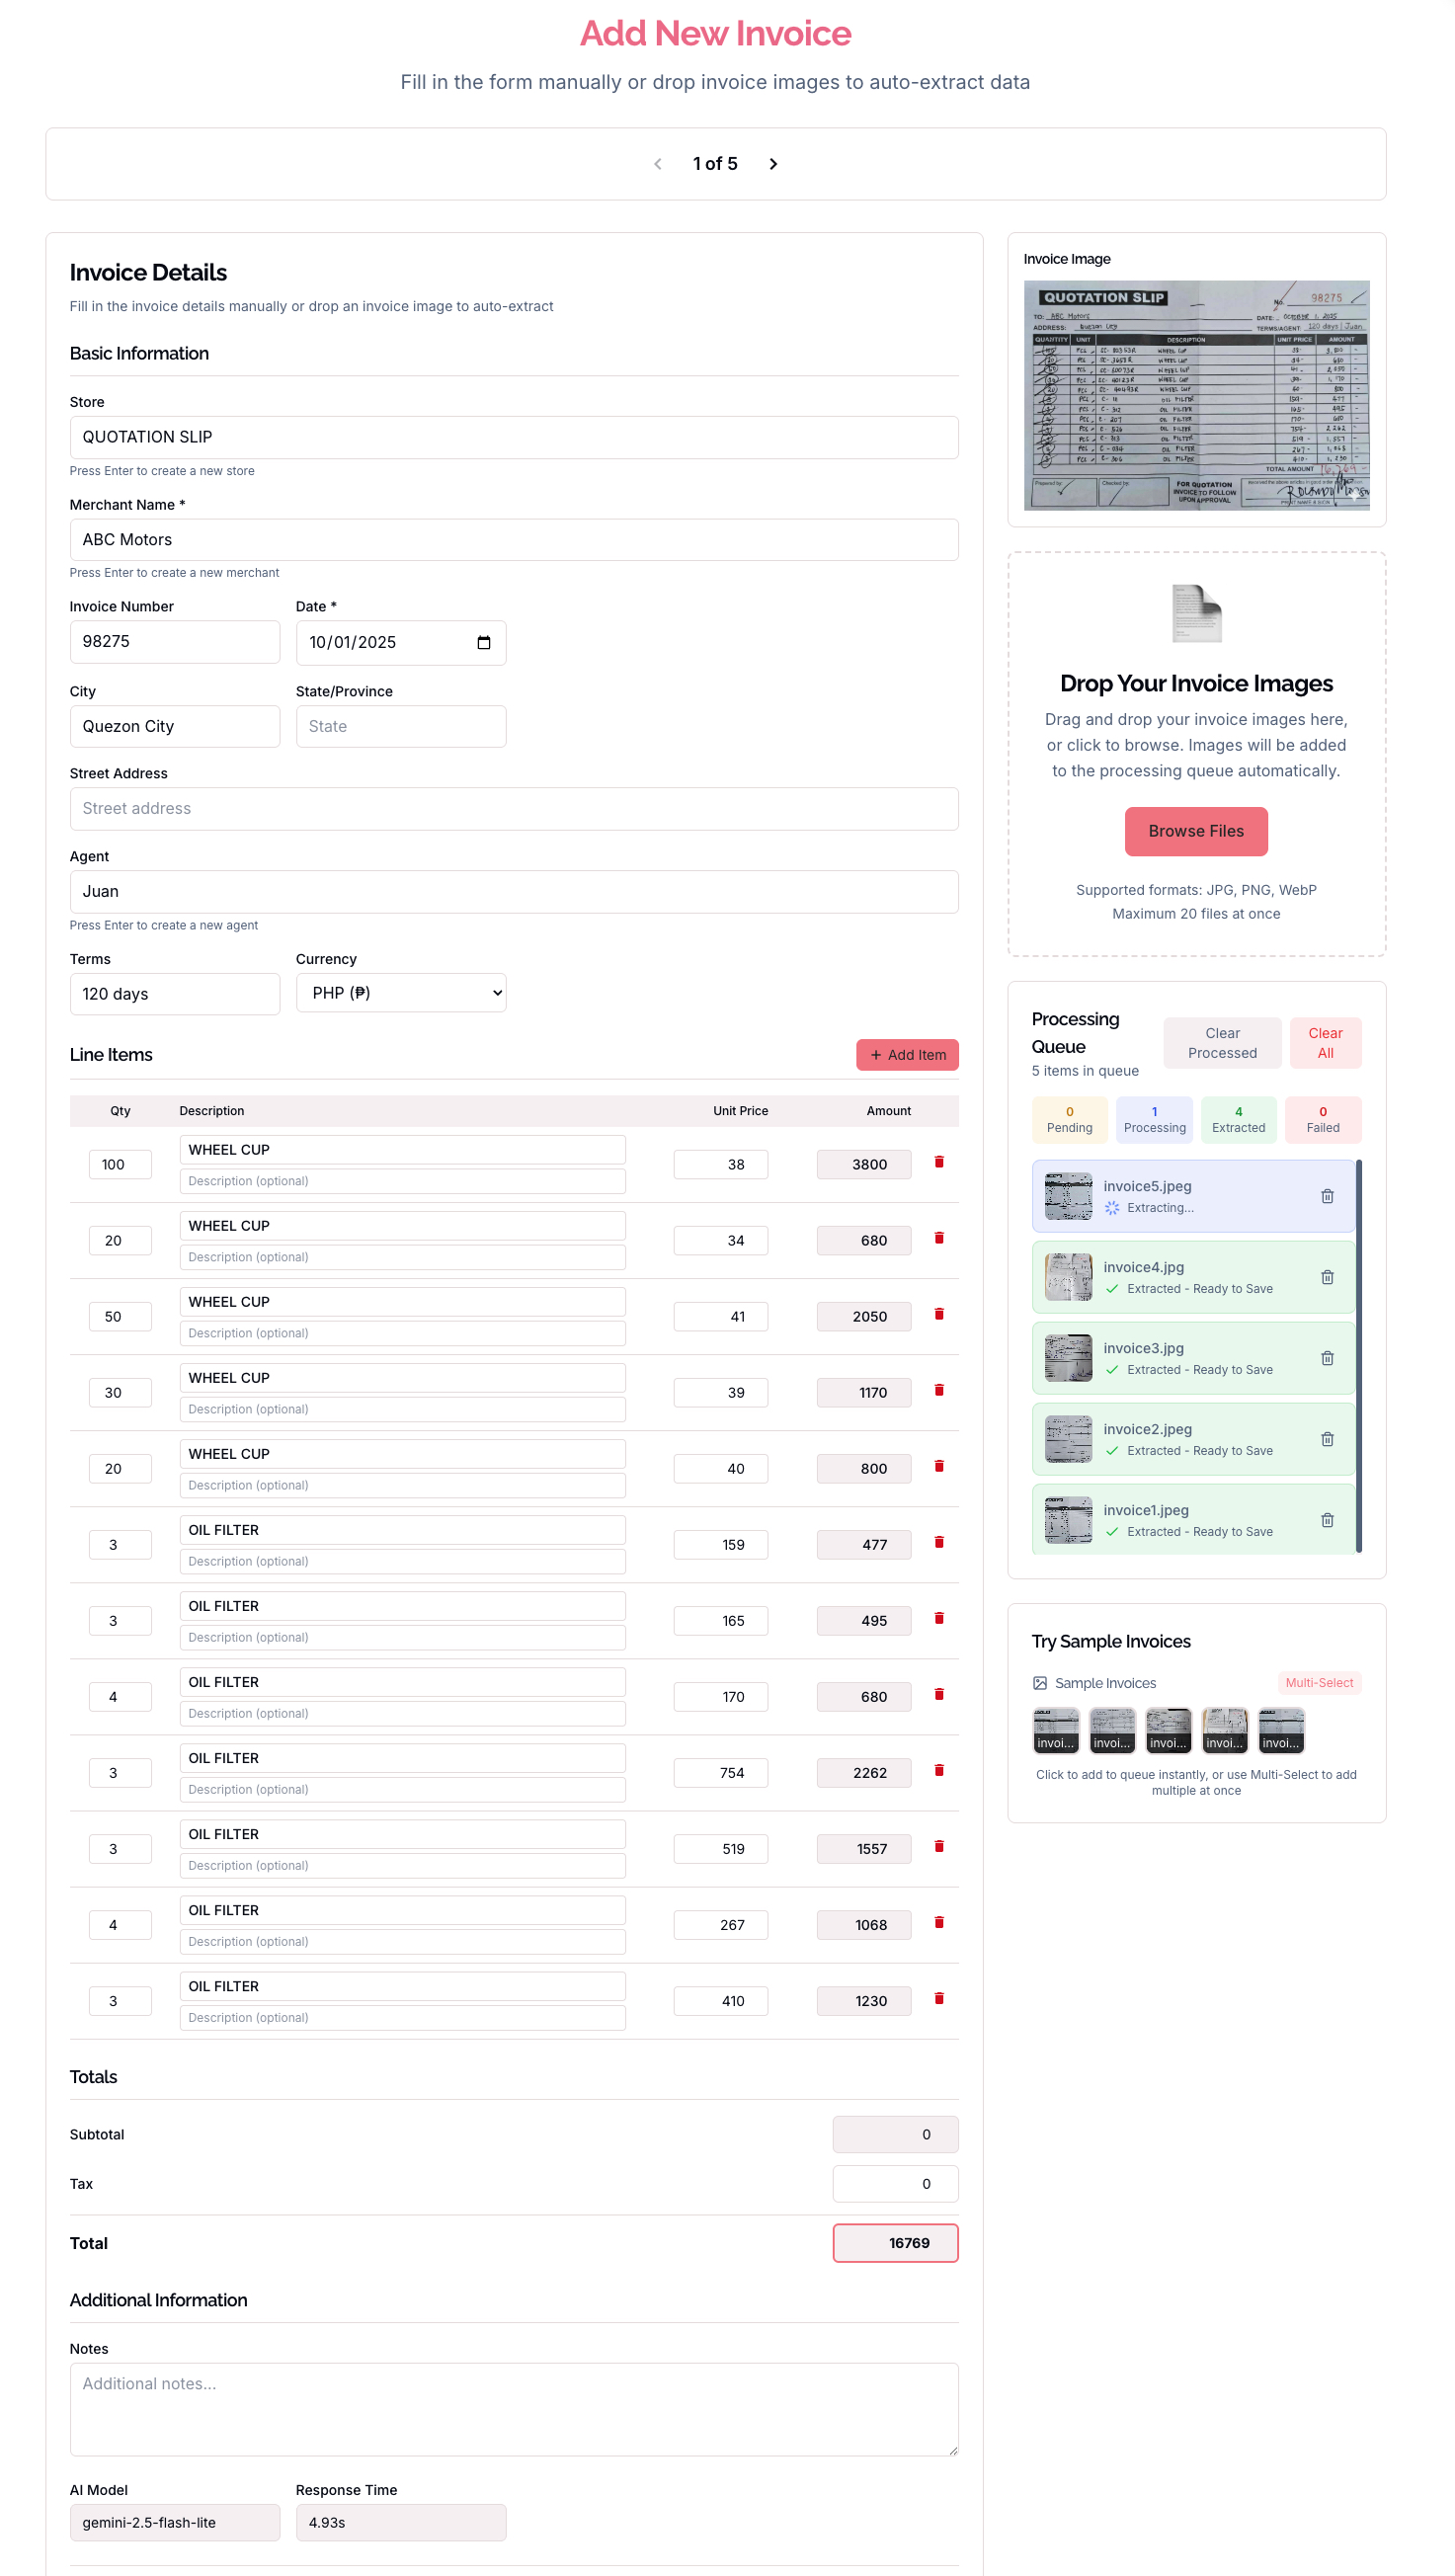 Add New Invoice
Fill in the form manually or drop invoice images to auto-extract data
1 of 5
Invoice Details
Fill in the invoice details manually or drop an invoice image to auto-extract
Basic Information
Store
QUOTATION SLIP
Press Enter to create a new store
Merchant Name *
ABC Motors
Press Enter to create a new merchant
Invoice Number Date *
98275 10/01/2025
City State/Province
Quezon City State
Street Address
Street address
Agent
Juan
Press Enter to create a new agent
Terms Currency
120 days PHP (₱)
Line Items + Add Item
Qty Description Unit Price Amount
100 WHEEL CUP 38 3800
Description (optional)
20 WHEEL CUP 34 680
Description (optional)
50 WHEEL CUP 41 2050
Description (optional)
30 WHEEL CUP 39 1170
Description (optional)
20 WHEEL CUP 40 800
Description (optional)
3 OIL FILTER 159 477
Description (optional)
3 OIL FILTER 165 495
Description (optional)
4 OIL FILTER 170 680
Description (optional)
3 OIL FILTER 754 2262
Description (optional)
3 OIL FILTER 519 1557
Description (optional)
4 OIL FILTER 267 1068
Description (optional)
3 OIL FILTER 410 1230
Description (optional)
Totals
Subtotal 0
Tax 0
Total 16769
Additional Information
Notes
Additional notes...
AI Model Response Time
gemini-2.5-flash-lite 4.93s
Invoice Image
QUOTATION SLIP
No. 98275
TO: ABC Motors DATE: October 1, 2025
ADDRESS: Quezon City TERMS/AGENT: 120 days | Juan
QUANTITY UNIT DESCRIPTION UNIT PRICE AMOUNT
TOTAL AMOUNT
Prepared by: Checked by: FOR QUOTATION
INVOICE TO FOLLOW
UPON APPROVAL
Drop Your Invoice Images
Drag and drop your invoice images here,
or click to browse. Images will be added
to the processing queue automatically.
Browse Files
Supported formats: JPG, PNG, WebP
Maximum 20 files at once
Processing
Queue
5 items in queue
Clear
Processed
Clear
All
0 1 4 0
Pending Processing Extracted Failed
invoice5.jpeg
Extracting...
invoice4.jpg
Extracted - Ready to Save
invoice3.jpg
Extracted - Ready to Save
invoice2.jpeg
Extracted - Ready to Save
invoice1.jpeg
Extracted - Ready to Save
Try Sample Invoices
Sample Invoices Multi-Select
invoi... invoi... invoi... invoi... invoi...
Click to add to queue instantly, or use Multi-Select to add
multiple at once